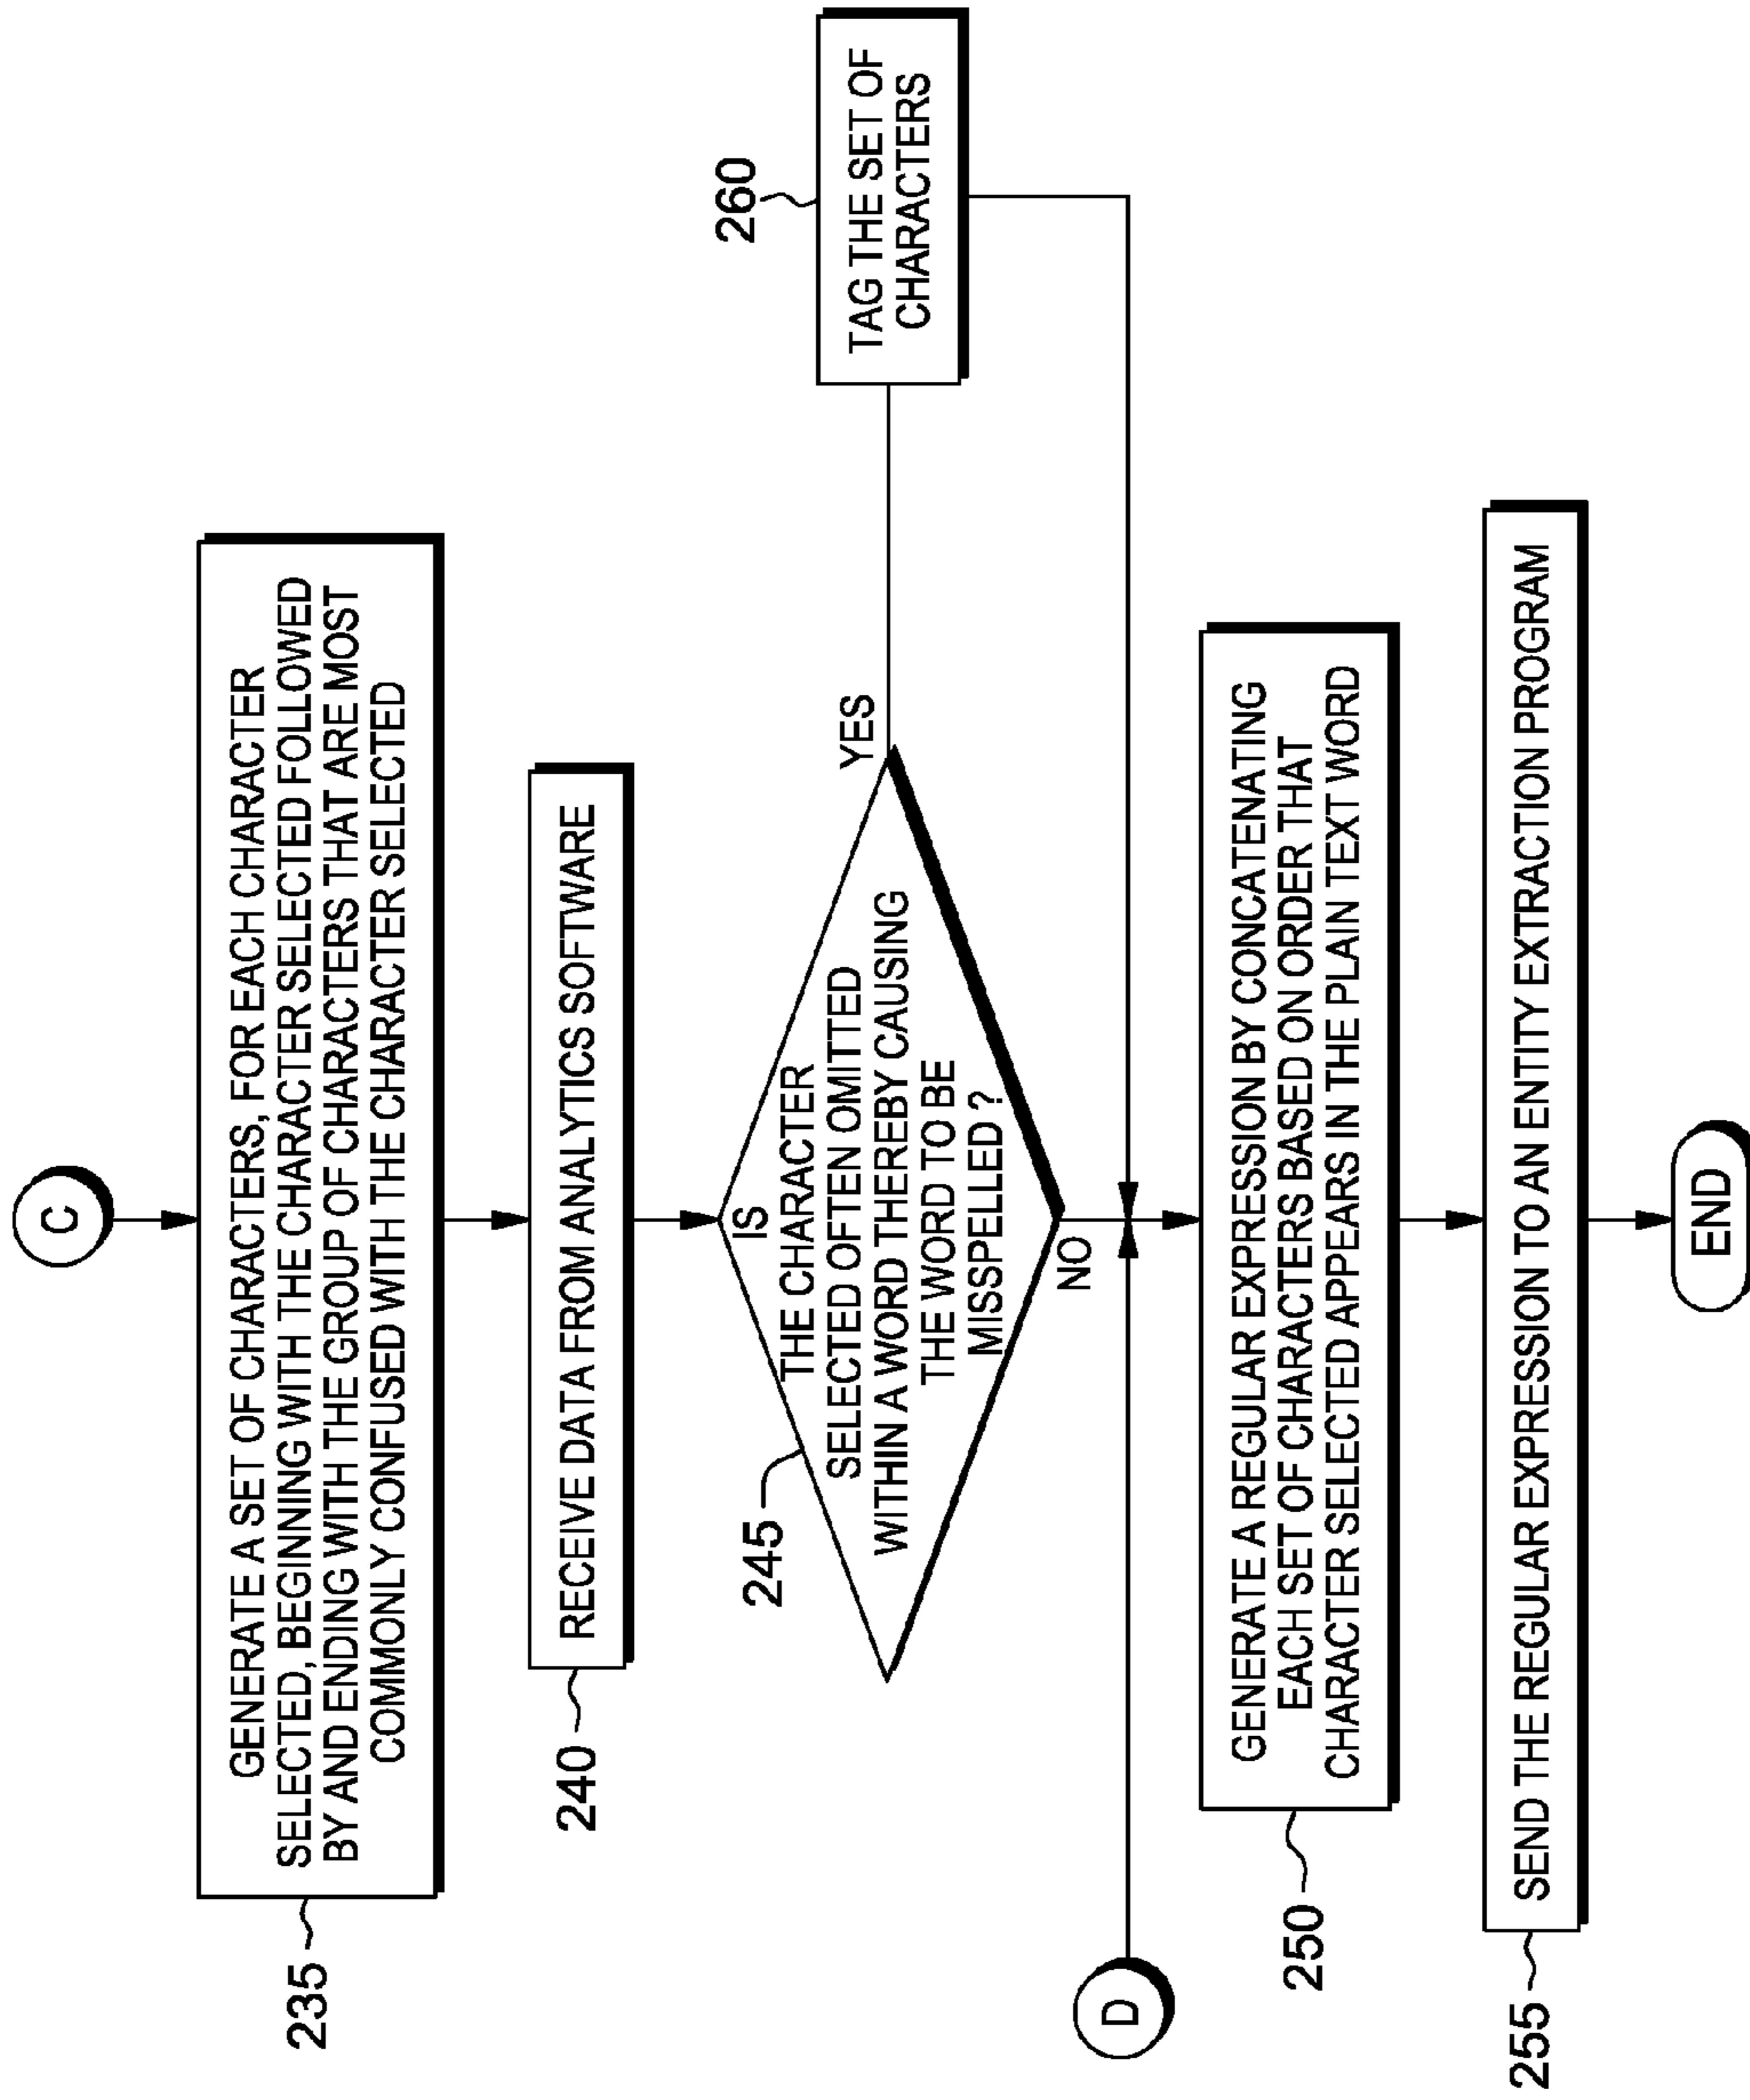 C
235
GENERATE A SET OF CHARACTERS, FOR EACH CHARACTER
SELECTED, BEGINNING WITH THE CHARACTER SELECTED FOLLOWED
BY AND ENDING WITH THE GROUP OF CHARACTERS THAT ARE MOST
COMMONLY CONFUSED WITH THE CHARACTER SELECTED
240
RECEIVE DATA FROM ANALYTICS SOFTWARE
245
IS
THE CHARACTER
SELECTED OFTEN OMITTED
WITHIN A WORD THEREBY CAUSING
THE WORD TO BE
MISSPELLED ?
YES
260
TAG THE SET OF
CHARACTERS
NO
D
250
GENERATE A REGULAR EXPRESSION BY CONCATENATING
EACH SET OF CHARACTERS BASED ON ORDER THAT
CHARACTER SELECTED APPEARS IN THE PLAIN TEXT WORD
255
SEND THE REGULAR EXPRESSION TO AN ENTITY EXTRACTION PROGRAM
END